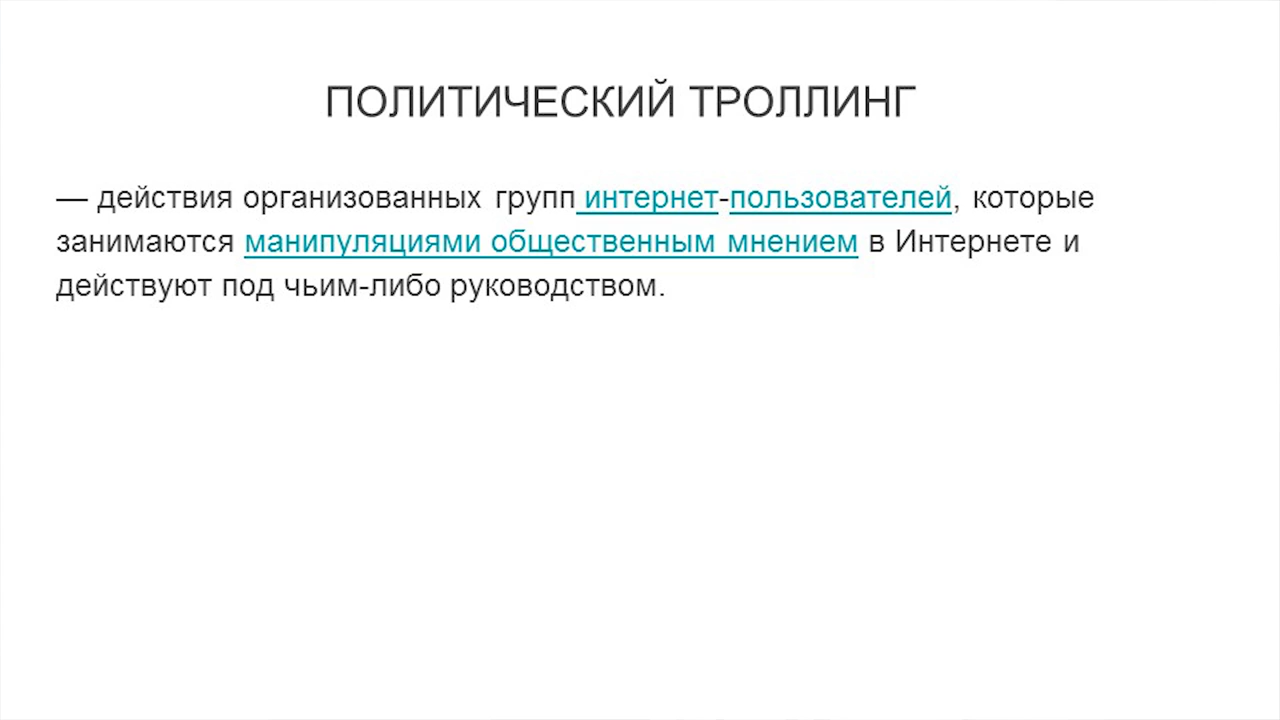 ПОЛИТИЧЕСКИЙ ТРОЛЛИНГ
— действия организованных групп интернет-пользователей, которые
занимаются манипуляциями общественным мнением в Интернете и
действуют под чьим-либо руководством.